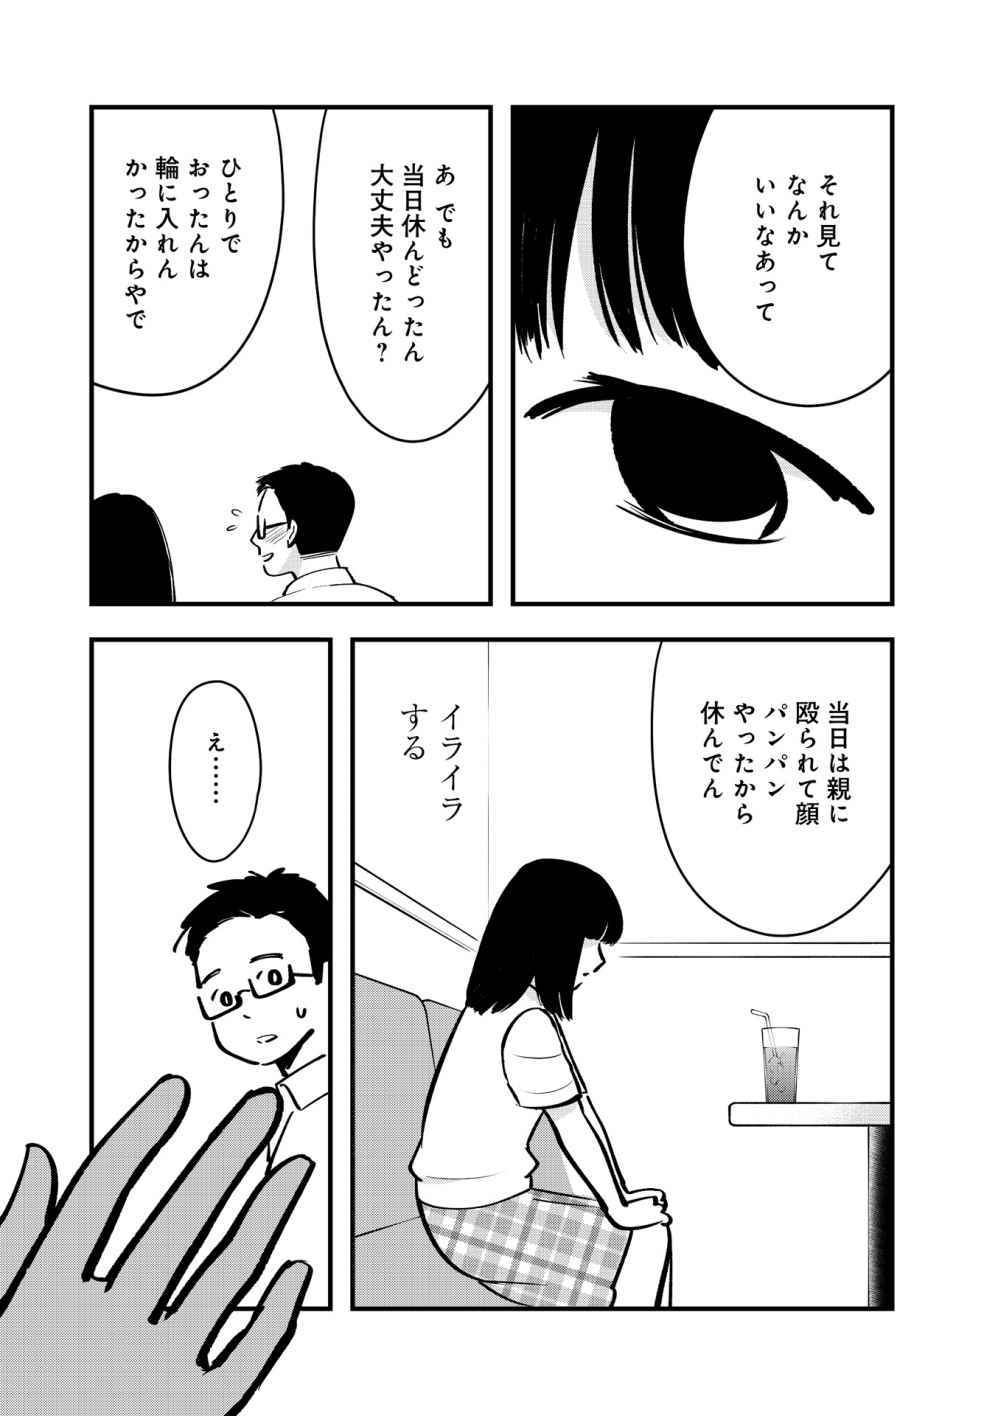 それ見て
なんか
いいなあって
あ でも
当日休んどったん
大丈夫やったん？
ひとりで
おったんは
輪に入れん
かったからやで
当日は親に
殴られて顔
パンパン
やったから
休んでん
イライラ
する
え……